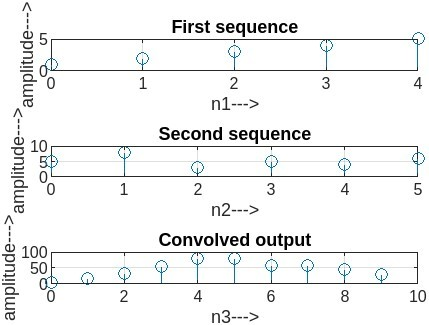 First sequence
amplitude--->
5
0
0 1 2 3 4
n1--->
Second sequence
amplitude--->
10
5
0
0 1 2 3 4 5
n2--->
Convolved output
amplitude--->
100
50
0
0 2 4 6 8 10
n3--->